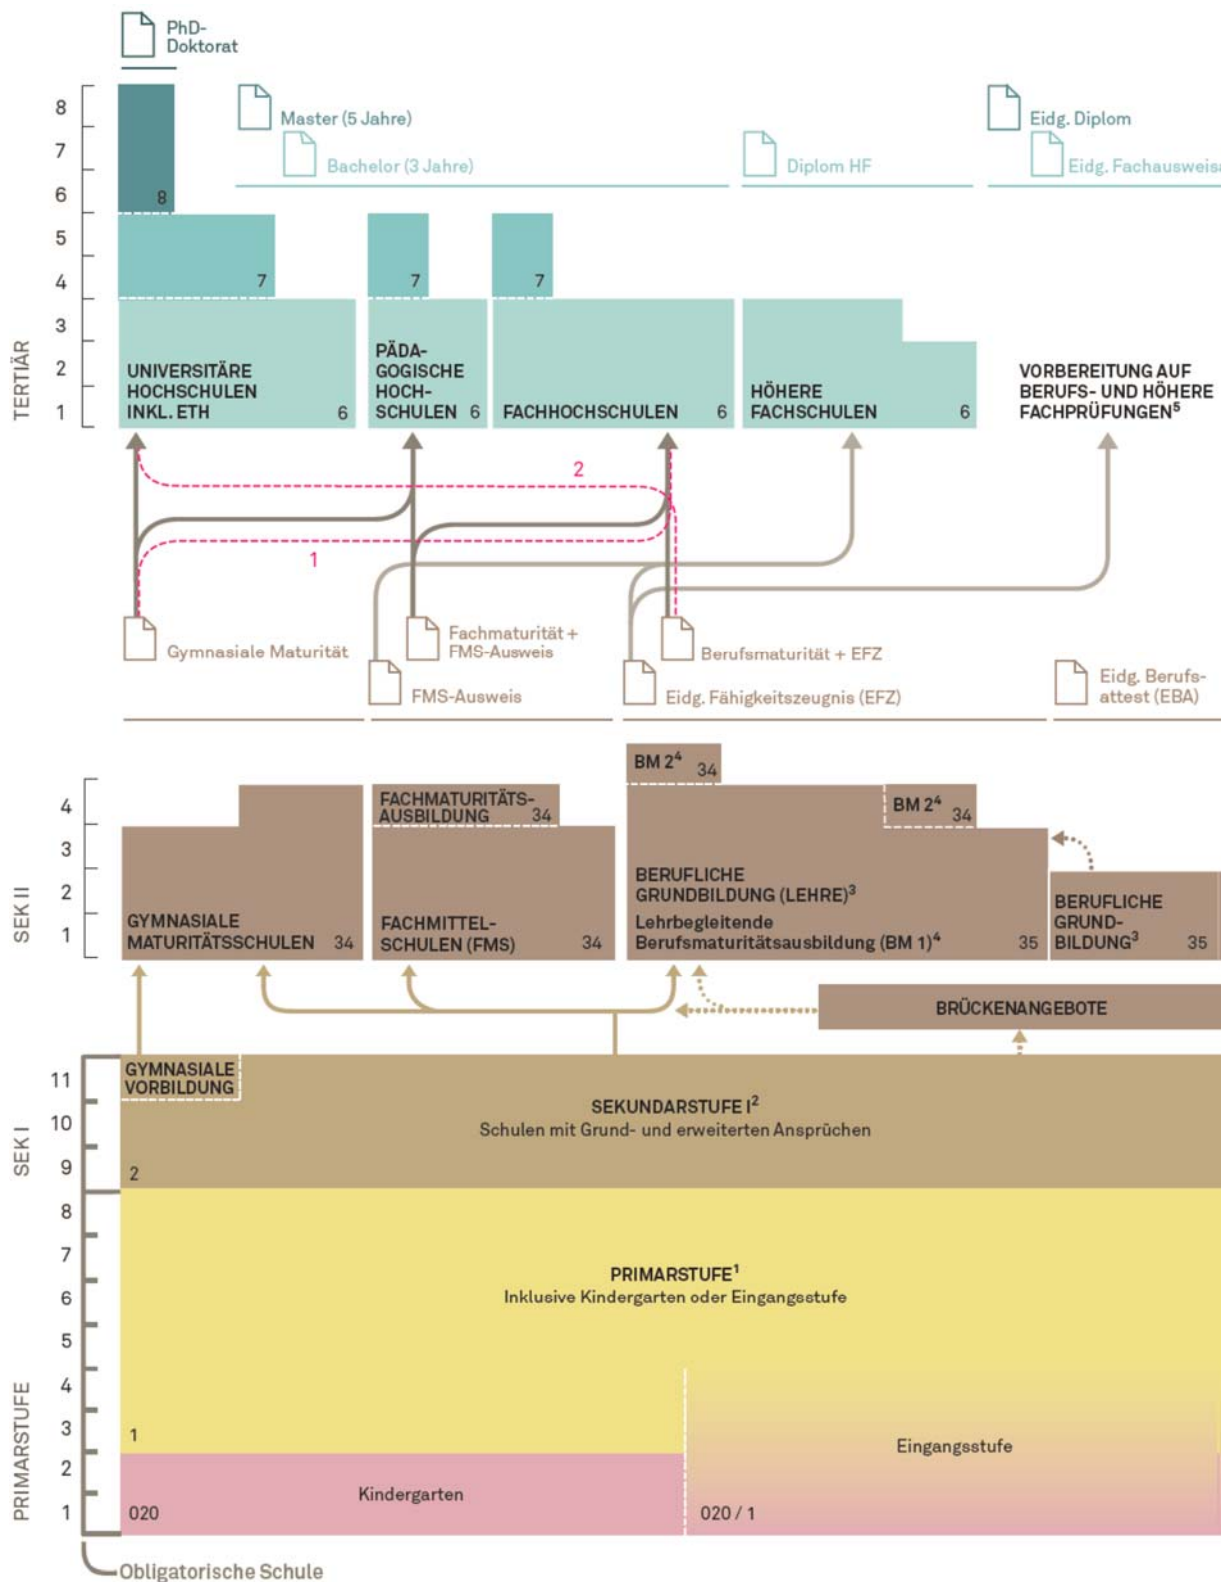 PhD-
Doktorat
8
7
6
5
4
3
2
1
TERTIÄR
Master (5 Jahre)
Bachelor (3 Jahre)
Diplom HF
Eidg. Diplom
Eidg. Fachausweis
8
7
7
7
UNIVERSITÄRE
HOCHSCHULEN
INKL. ETH 6
PÄDA-
GOGISCHE
HOCH-
SCHULEN 6
FACHHOCHSCHULEN 6
HÖHERE
FACHSCHULEN 6
VORBEREITUNG AUF
BERUFS- UND HÖHERE
FACHPRÜFUNGEN⁵
2
1
Gymnasiale Maturität
Fachmaturität +
FMS-Ausweis
Berufsmaturität + EFZ
FMS-Ausweis
Eidg. Fähigkeitszeugnis (EFZ)
Eidg. Berufs-
attest (EBA)
4
3
2
1
SEK II
GYMNASIALE
MATURITÄTSSCHULEN 34
FACHMATURITÄTS-
AUSBILDUNG 34
FACHMITTEL-
SCHULEN (FMS) 34
BM 2⁴ 34
BM 2⁴ 34
BERUFLICHE
GRUNDBILDUNG (LEHRE)³
Lehrbegleitende
Berufsmaturitätsausbildung (BM 1)⁴ 35
BERUFLICHE
GRUND-
BILDUNG³ 35
BRÜCKENANGEBOTE
11
10
9
SEK I
GYMNASIALE
VORBILDUNG
SEKUNDARSTUFE I²
Schulen mit Grund- und erweiterten Ansprüchen
2
8
7
6
5
4
3
2
1
PRIMARSTUFE
PRIMARSTUFE¹
Inklusive Kindergarten oder Eingangsstufe
1
Eingangsstufe
Kindergarten
020
020 / 1
Obligatorische Schule